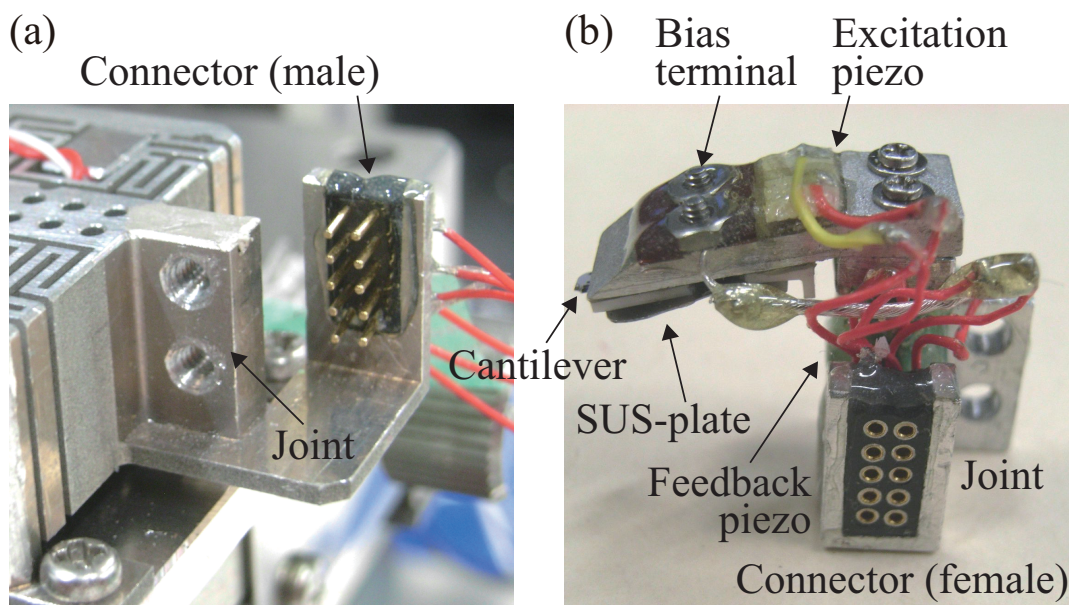 (a)
Connector (male)
Joint
(b)
Bias
terminal
Excitation
piezo
Cantilever
SUS-plate
Feedback
piezo
Joint
Connector (female)